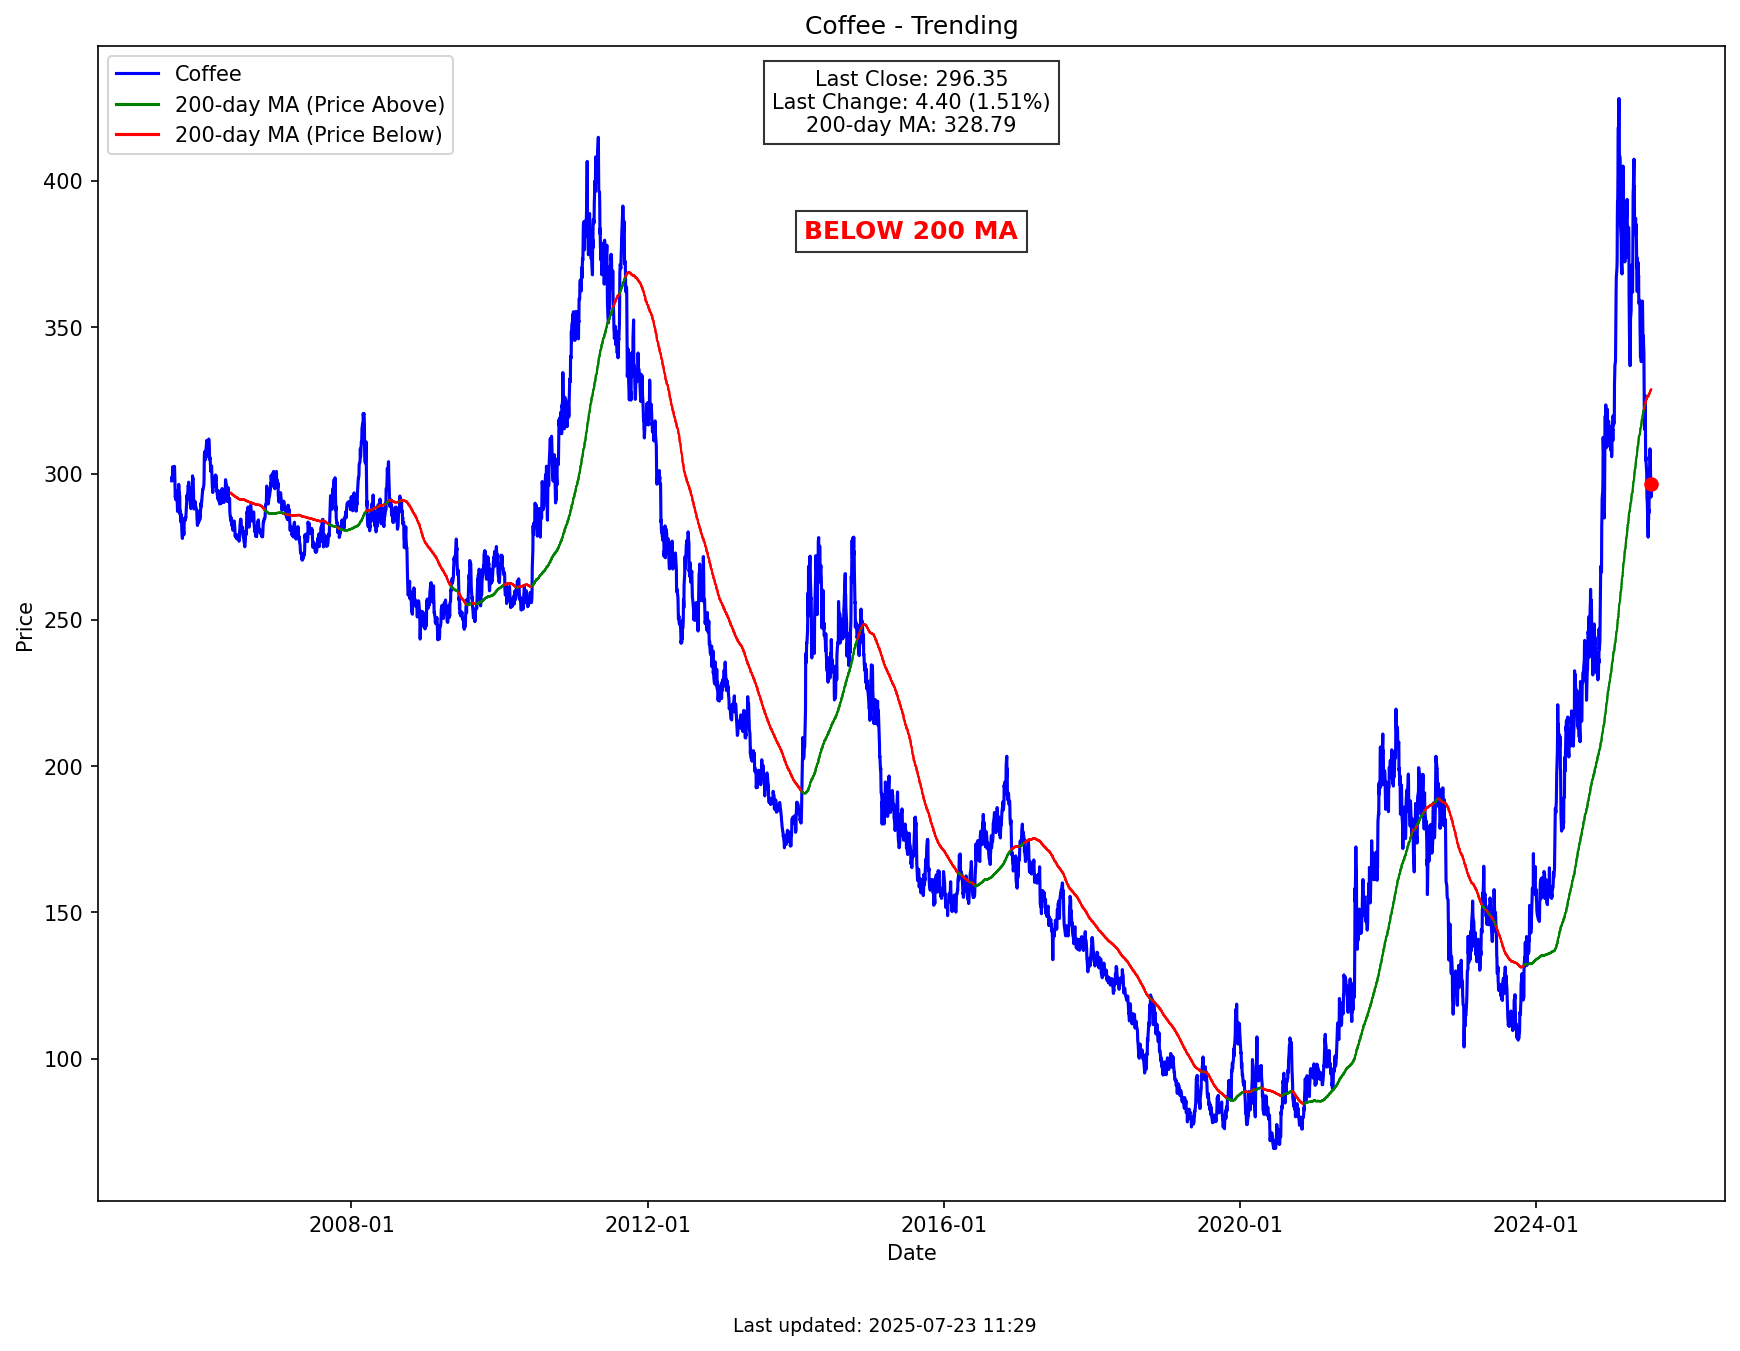 Coffee - Trending
Coffee
200-day MA (Price Above)
200-day MA (Price Below)
Last Close: 296.35
Last Change: 4.40 (1.51%)
200-day MA: 328.79
BELOW 200 MA
Price
400
350
300
250
200
150
100
2008-01
2012-01
2016-01
2020-01
2024-01
Date
Last updated: 2025-07-23 11:29